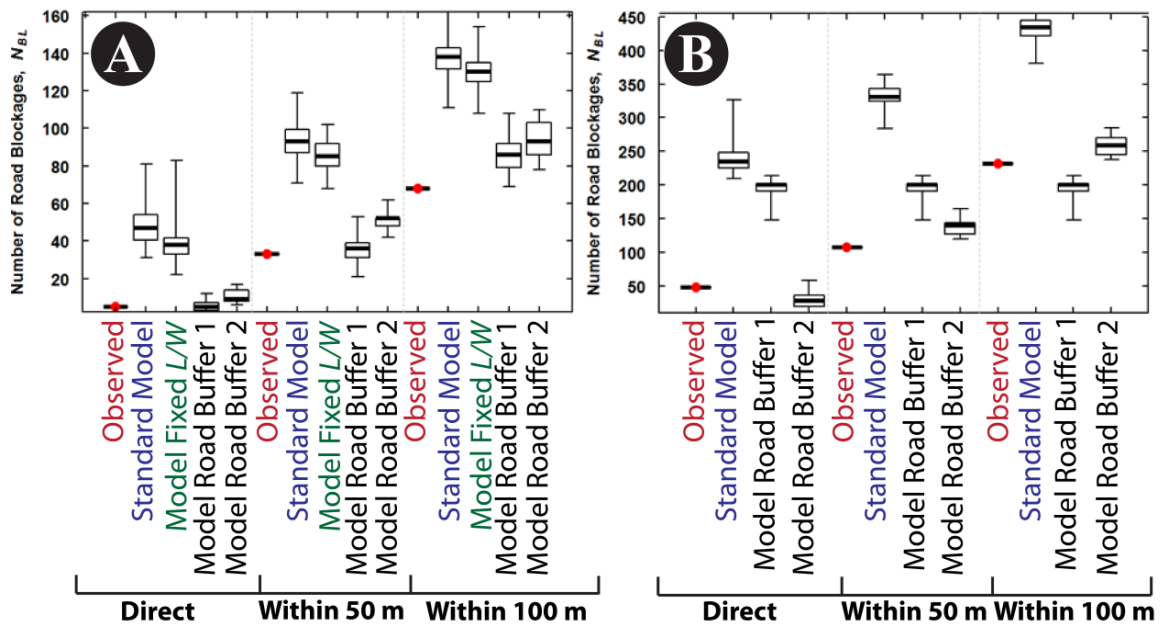 A
Number of Road Blockages, N_BL
160
140
120
100
80
60
40
20
Observed
Standard Model
Model Fixed L/W
Model Road Buffer 1
Model Road Buffer 2
Observed
Standard Model
Model Fixed L/W
Model Road Buffer 1
Model Road Buffer 2
Observed
Standard Model
Model Fixed L/W
Model Road Buffer 1
Model Road Buffer 2
Direct
Within 50 m
Within 100 m
B
Number of Road Blockages, N_BL
450
400
350
300
250
200
150
100
50
Observed
Standard Model
Model Road Buffer 1
Model Road Buffer 2
Observed
Standard Model
Model Road Buffer 1
Model Road Buffer 2
Observed
Standard Model
Model Road Buffer 1
Model Road Buffer 2
Direct
Within 50 m
Within 100 m